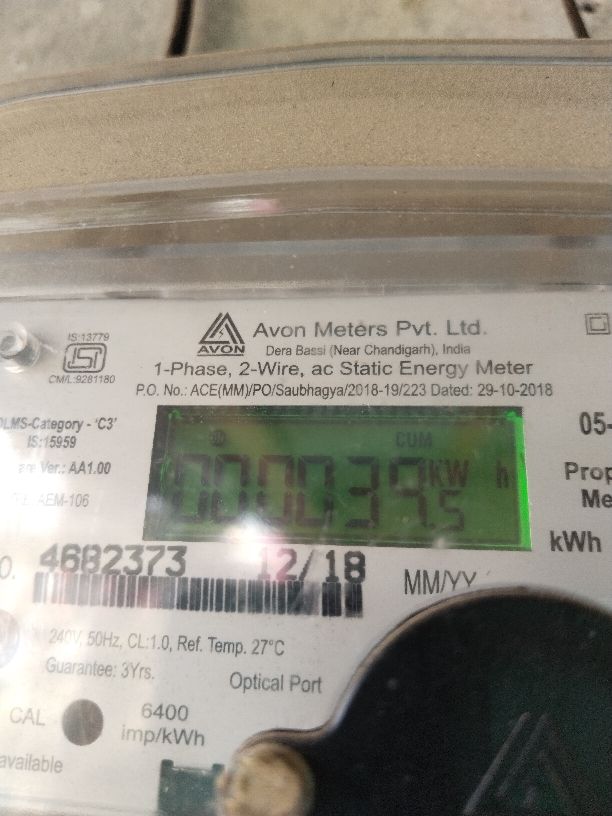 IS:13779
ISI
CM/L:9281180
AVON
Avon Meters Pvt. Ltd.
Dera Bassi (Near Chandigarh), India
1-Phase, 2-Wire, ac Static Energy Meter
P.O. No.: ACE(MM)/PO/Saubhagya/2018-19/223 Dated: 29-10-2018
DLMS-Category - 'C3'
IS:15959
Ver.: AA1.00
AEM-106
CUM
000039.5 KW h
05-
kWh
4682373 12/18
MM/YY
240V, 50Hz, CL:1.0, Ref. Temp. 27°C
Guarantee: 3Yrs.
Optical Port
CAL
6400
imp/kWh
available